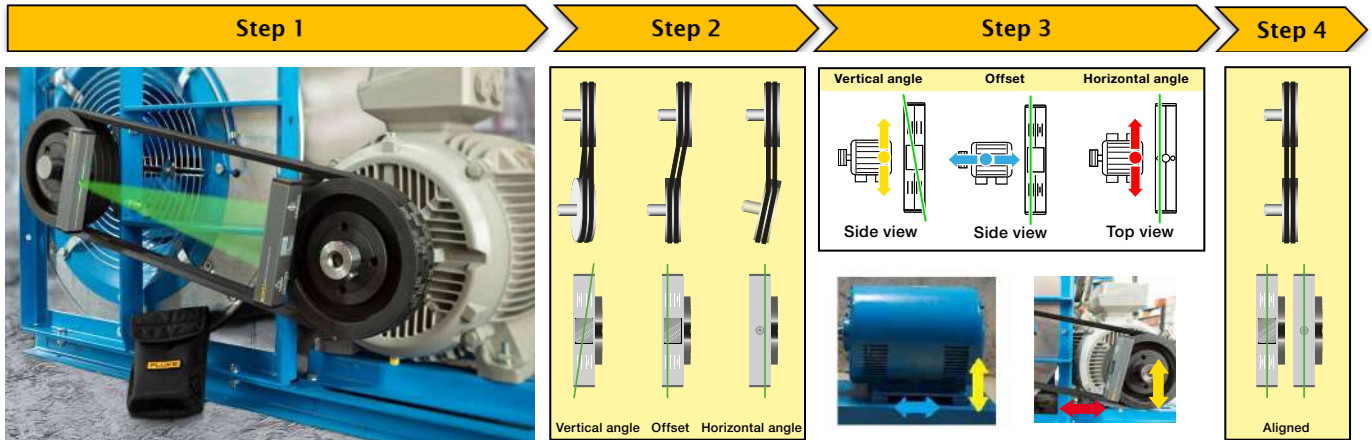 Step 1
Step 2
Step 3
Step 4
FLUKE
Vertical angle
Offset
Horizontal angle
Vertical angle
Offset
Horizontal angle
Side view
Side view
Top view
Aligned